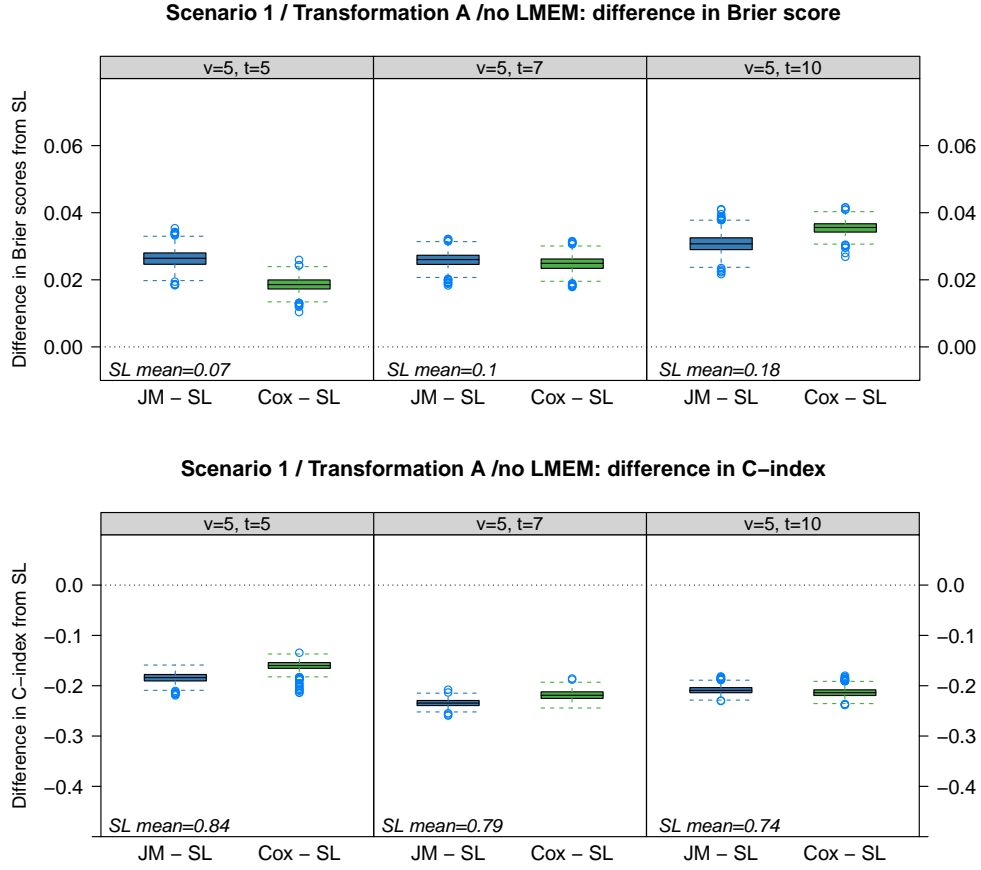 Scenario 1 / Transformation A /no LMEM: difference in Brier score
v=5, t=5
v=5, t=7
v=5, t=10
Difference in Brier scores from SL
0.06
0.04
0.02
0.00
0.06
0.04
0.02
0.00
SL mean=0.07
SL mean=0.1
SL mean=0.18
JM − SL
Cox − SL
JM − SL
Cox − SL
JM − SL
Cox − SL
Scenario 1 / Transformation A /no LMEM: difference in C−index
v=5, t=5
v=5, t=7
v=5, t=10
Difference in C−index from SL
0.0
−0.1
−0.2
−0.3
−0.4
0.0
−0.1
−0.2
−0.3
−0.4
SL mean=0.84
SL mean=0.79
SL mean=0.74
JM − SL
Cox − SL
JM − SL
Cox − SL
JM − SL
Cox − SL